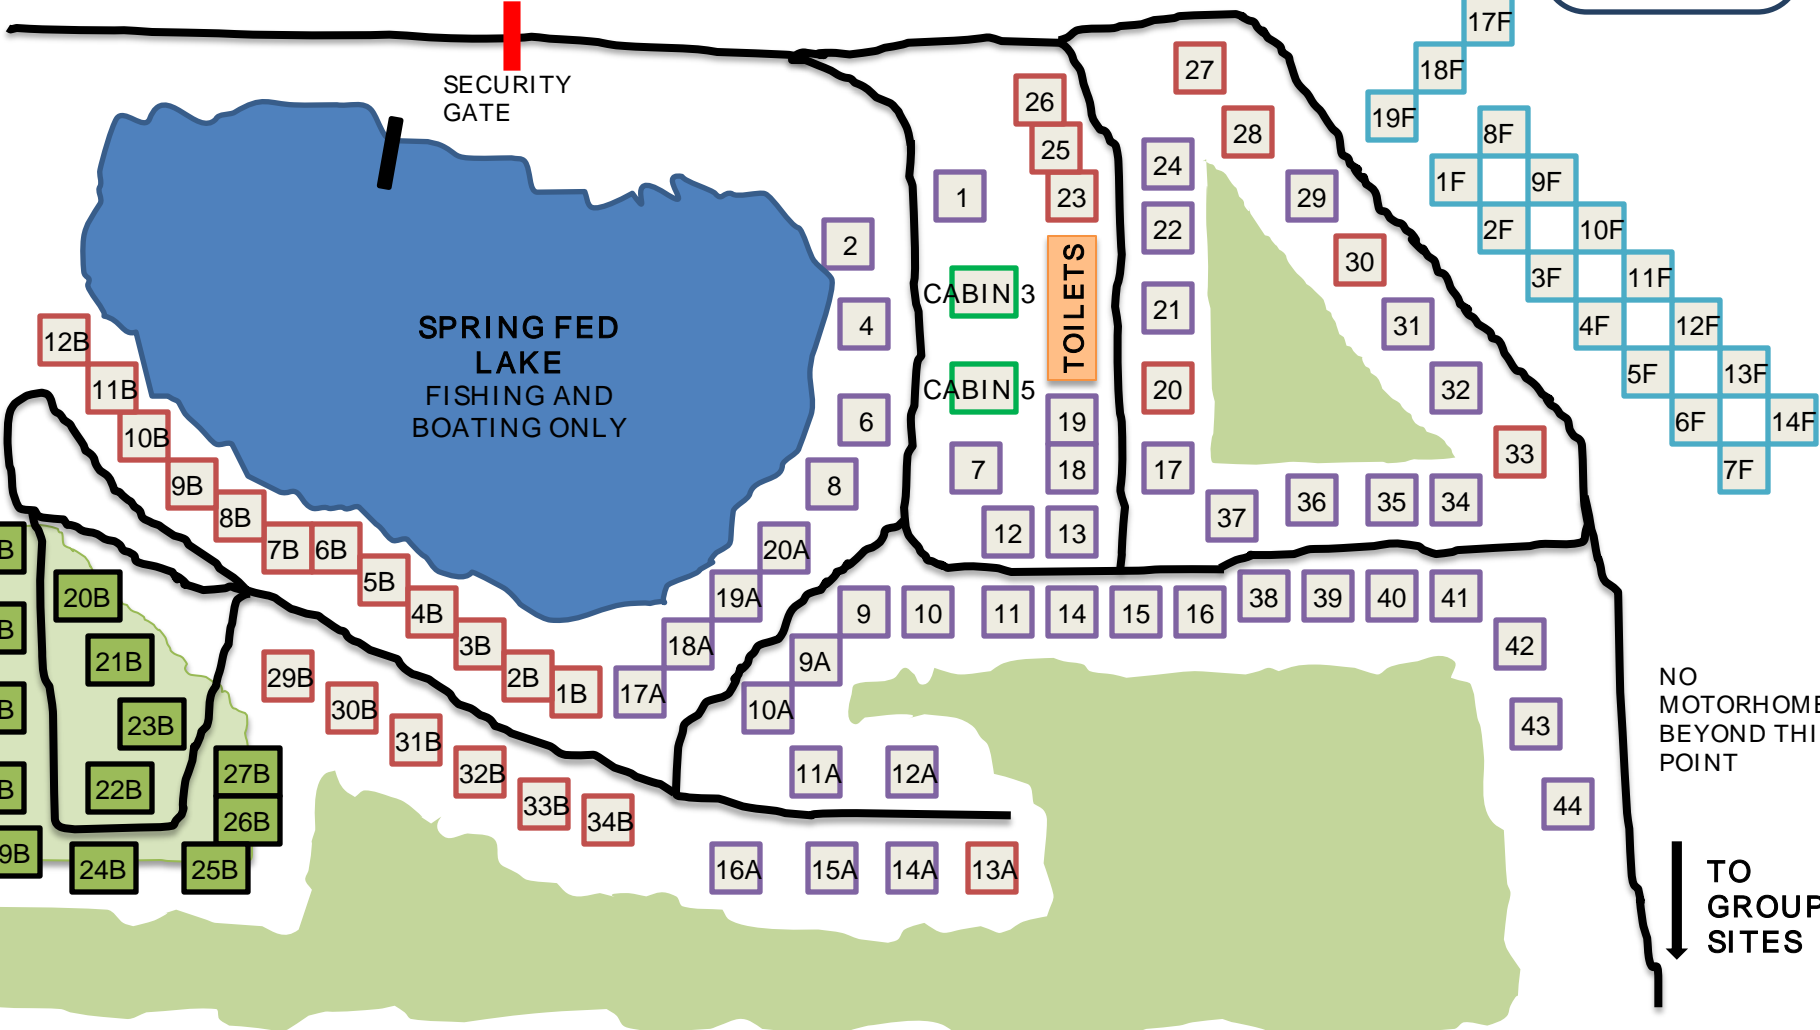 17F
18F
19F
SECURITY
GATE
27
26
28
25
8F
24
1F
9F
1
23
29
22
2F
10F
2
30
3F
11F
CABIN 3
TOILETS
21
4
31
4F
12F
SPRING FED
LAKE
FISHING AND
BOATING ONLY
12B
11B
CABIN 5
20
32
5F
13F
10B
6
19
6F
14F
33
9B
7
18
17
7F
8
36
35
34
8B
37
12
13
7B
6B
20A
B
5B
20B
4B
19A
9
10
11
14
15
16
38
39
40
41
B
3B
18A
42
21B
9A
29B
2B
1B
17A
NO
MOTORHOME
BEYOND THI
POINT
30B
10A
B
23B
43
31B
27B
32B
11A
12A
B
22B
33B
44
26B
34B
9B
24B
25B
16A
15A
14A
13A
TO
GROUP
SITES